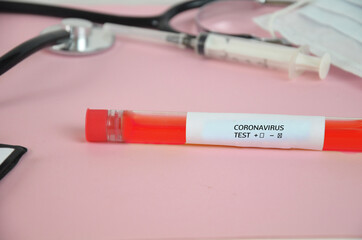 CORONAVIRUS
TEST + ☐ - ☒